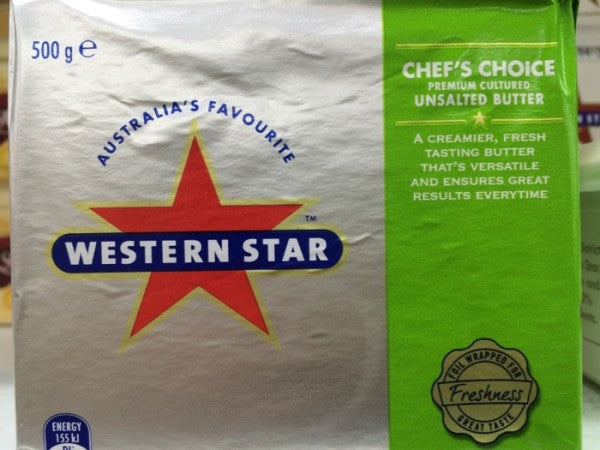 500 g e
AUSTRALIA'S FAVOURITE
WESTERN STAR
TM
CHEF'S CHOICE
PREMIUM CULTURED
UNSALTED BUTTER
A CREAMIER, FRESH
TASTING BUTTER
THAT'S VERSATILE
AND ENSURES GREAT
RESULTS EVERYTIME
FOIL WRAPPED FOR
Freshness
GREAT TASTE
ENERGY
155 kJ